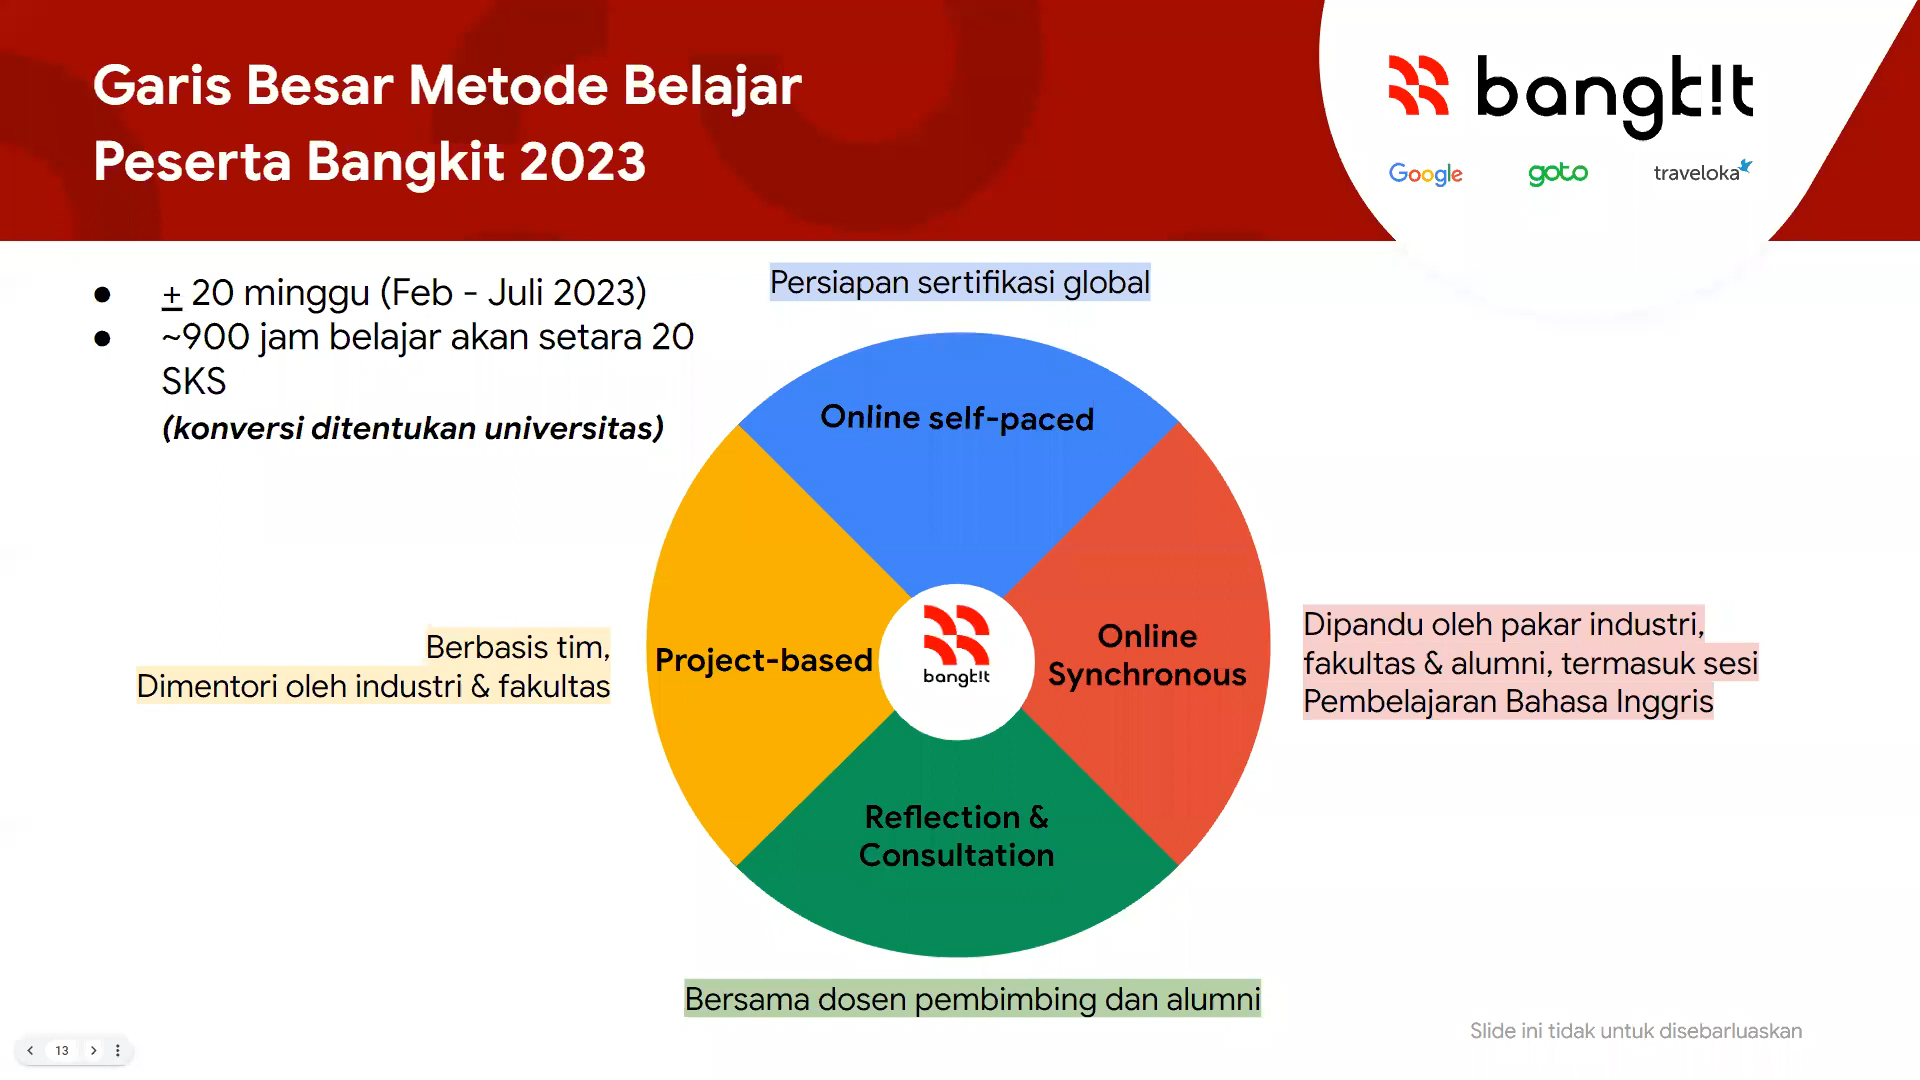 Garis Besar Metode Belajar
Peserta Bangkit 2023
bangk!t
Google goto traveloka
● ± 20 minggu (Feb - Juli 2023)
● ~900 jam belajar akan setara 20
SKS
(konversi ditentukan universitas)
Persiapan sertifikasi global
Online self-paced
Berbasis tim,
Dimentori oleh industri & fakultas
Project-based
bangk!t
Online
Synchronous
Dipandu oleh pakar industri,
fakultas & alumni, termasuk sesi
Pembelajaran Bahasa Inggris
Reflection &
Consultation
Bersama dosen pembimbing dan alumni
Slide ini tidak untuk disebarluaskan
13